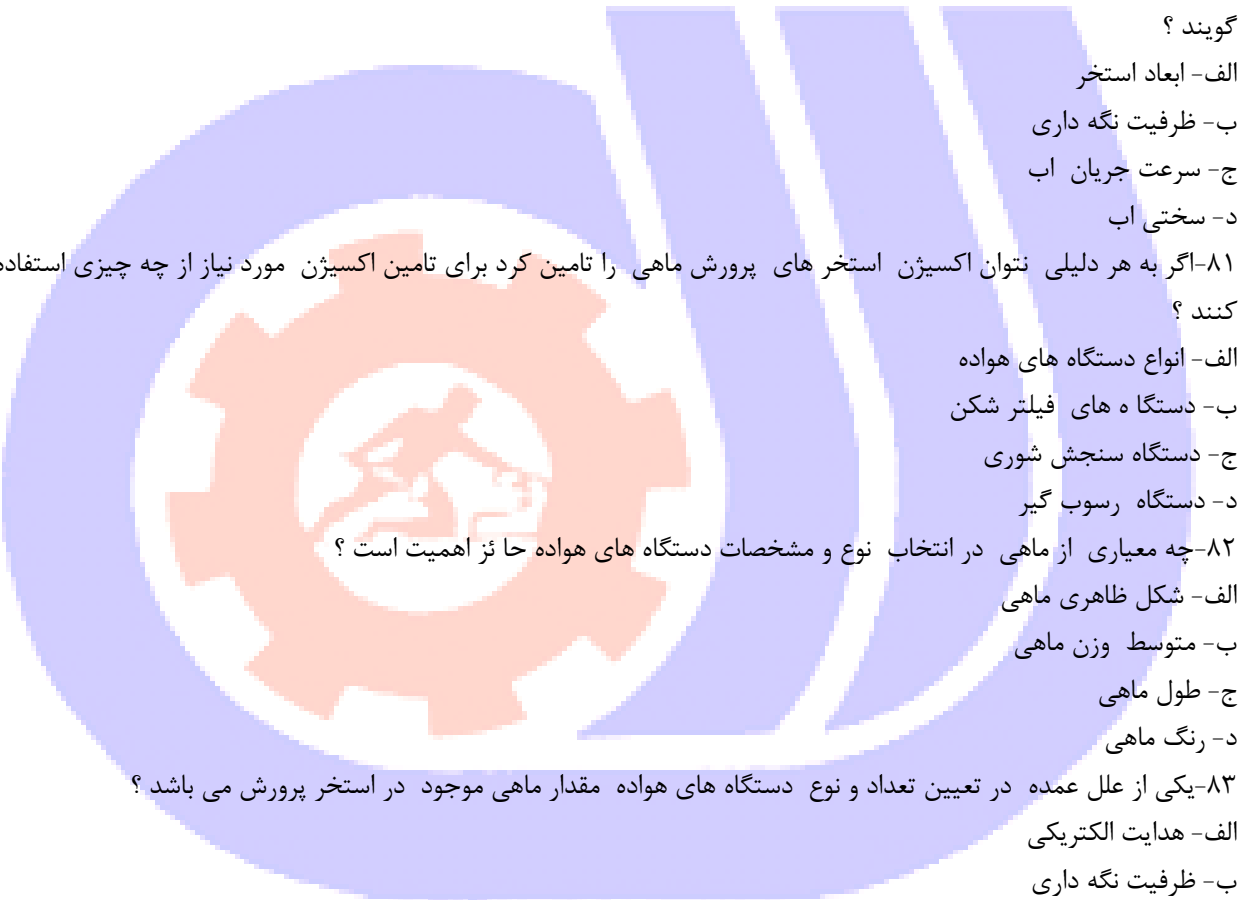 گویند ؟
الف- ابعاد استخر
ب- ظرفیت نگه داری
ج- سرعت جریان اب
د- سختی اب
۸۱-اگر به هر دلیلی نتوان اکسیژن استخر های پرورش ماهی را تامین کرد برای تامین اکسیژن مورد نیاز از چه چیزی استفاده
کنند ؟
الف- انواع دستگاه های هواده
ب- دستگا ه های فیلتر شکن
ج- دستگاه سنجش شوری
د- دستگاه رسوب گیر
۸۲-چه معیاری از ماهی در انتخاب نوع و مشخصات دستگاه های هواده حا ئز اهمیت است ؟
الف- شکل ظاهری ماهی
ب- متوسط وزن ماهی
ج- طول ماهی
د- رنگ ماهی
۸۳-یکی از علل عمده در تعیین تعداد و نوع دستگاه های هواده مقدار ماهی موجود در استخر پرورش می باشد ؟
الف- هدایت الکتریکی
ب- ظرفیت نگه داری